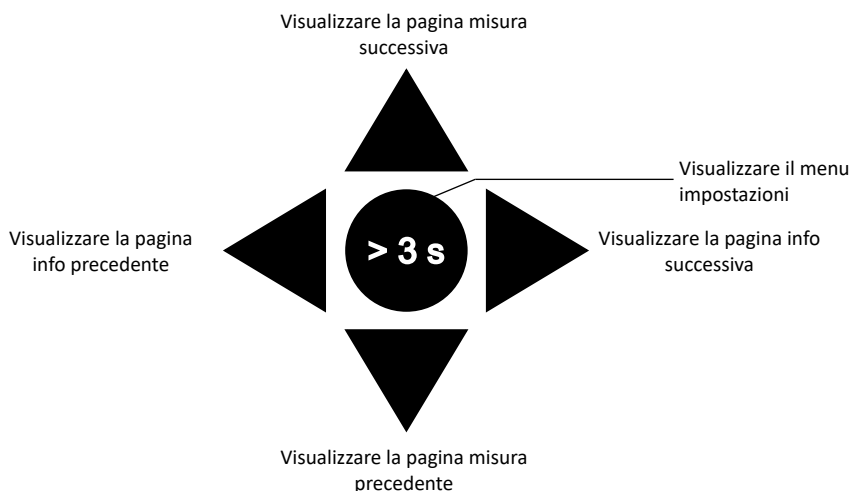 Visualizzare la pagina misura
successiva
Visualizzare il menu
impostazioni
Visualizzare la pagina
info precedente
> 3 s
Visualizzare la pagina info
successiva
Visualizzare la pagina misura
precedente